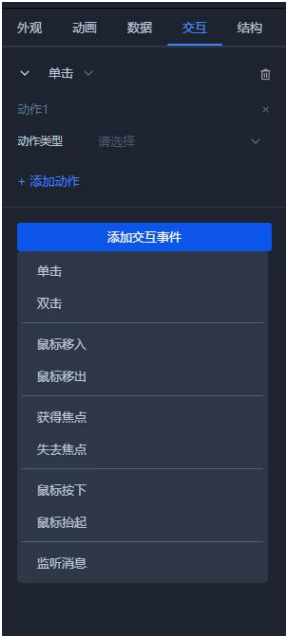 外观 动画 数据 交互 结构
单击
动作1 ×
动作类型 请选择
+ 添加动作
添加交互事件
单击
双击
鼠标移入
鼠标移出
获得焦点
失去焦点
鼠标按下
鼠标抬起
监听消息